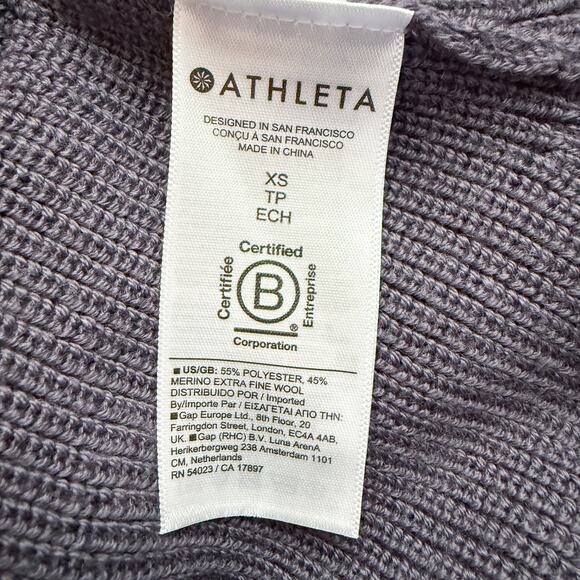 ATHLETA
DESIGNED IN SAN FRANCISCO
CONÇU À SAN FRANCISCO
MADE IN CHINA
XS
TP
ECH
Certified
Certifiée
B
Entreprise
®
Corporation
■ US/GB: 55% POLYESTER, 45%
MERINO EXTRA FINE WOOL
DISTRIBUIDO POR / Imported
By/Importe Par / ΕΙΣΑΓΕΤΑΙ ΑΠΟ ΤΗΝ:
■Gap Europe Ltd., 8th Floor, 20
Farringdon Street, London, EC4A 4AB,
UK. ■Gap (RHC) B.V. Luna ArenA
Herikerbergweg 238 Amsterdam 1101
CM, Netherlands
RN 54023 / CA 17897